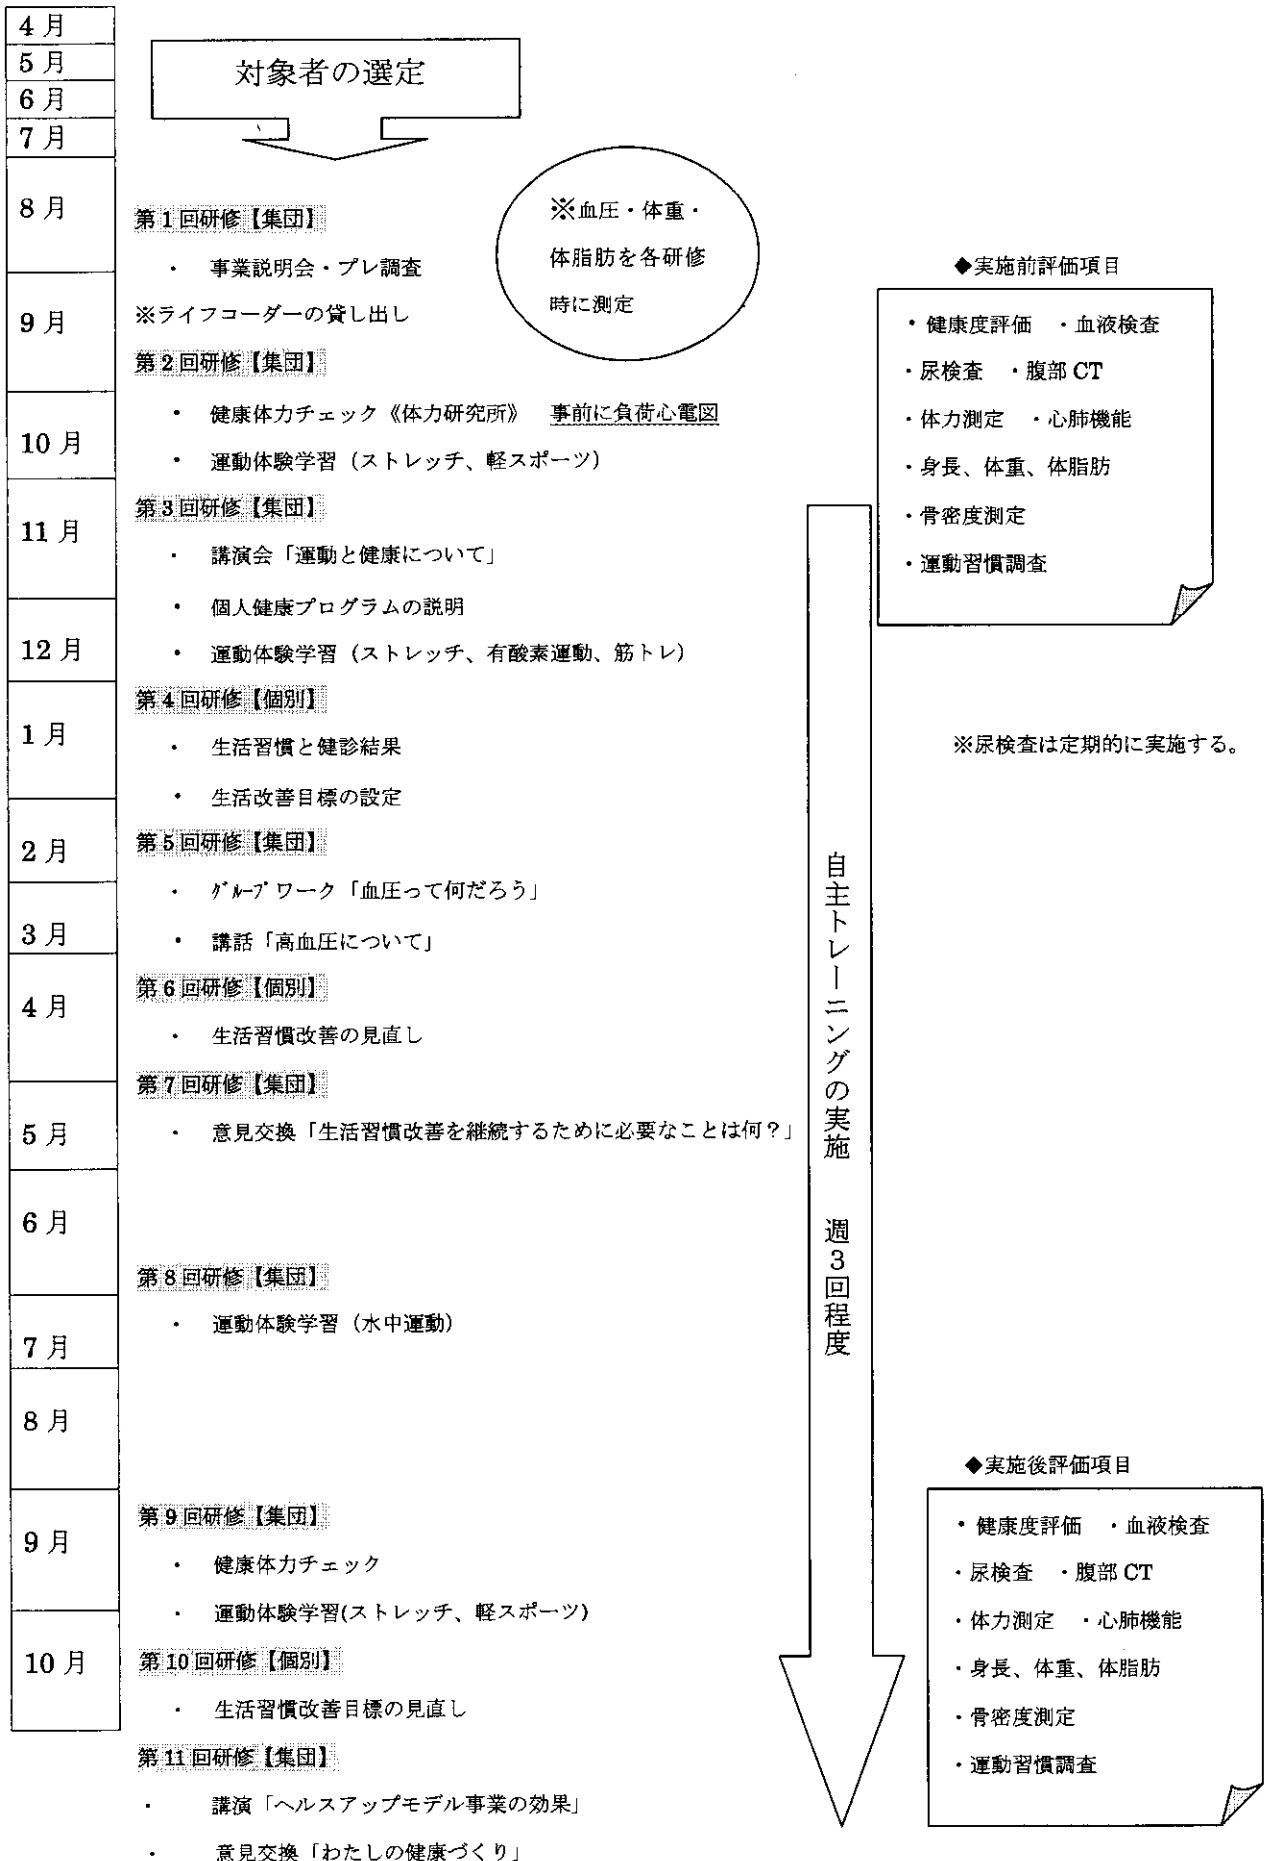 4月
5月
6月
7月
8月
9月
10月
11月
12月
1月
2月
3月
4月
5月
6月
7月
8月
9月
10月
対象者の選定
※血圧・体重・
体脂肪を各研修
時に測定
第1回研修【集団】
・ 事業説明会・プレ調査
※ライフコーダーの貸し出し
第2回研修【集団】
・ 健康体力チェック《体力研究所》 事前に負荷心電図
・ 運動体験学習（ストレッチ、軽スポーツ）
第3回研修【集団】
・ 講演会「運動と健康について」
・ 個人健康プログラムの説明
・ 運動体験学習（ストレッチ、有酸素運動、筋トレ）
第4回研修【個別】
・ 生活習慣と健診結果
・ 生活改善目標の設定
第5回研修【集団】
・ ｸﾞﾙｰﾌﾟワーク「血圧って何だろう」
・ 講話「高血圧について」
第6回研修【個別】
・ 生活習慣改善の見直し
第7回研修【集団】
・ 意見交換「生活習慣改善を継続するために必要なことは何？」
第8回研修【集団】
・ 運動体験学習（水中運動）
第9回研修【集団】
・ 健康体力チェック
・ 運動体験学習(ストレッチ、軽スポーツ)
第10回研修【個別】
・ 生活習慣改善目標の見直し
第11回研修【集団】
・ 講演「ヘルスアップモデル事業の効果」
・ 意見交換「わたしの健康づくり」
自主トレーニングの実施 週3回程度
◆実施前評価項目
・健康度評価 ・血液検査
・尿検査 ・腹部CT
・体力測定 ・心肺機能
・身長、体重、体脂肪
・骨密度測定
・運動習慣調査
※尿検査は定期的に実施する。
◆実施後評価項目
・健康度評価 ・血液検査
・尿検査 ・腹部CT
・体力測定 ・心肺機能
・身長、体重、体脂肪
・骨密度測定
・運動習慣調査